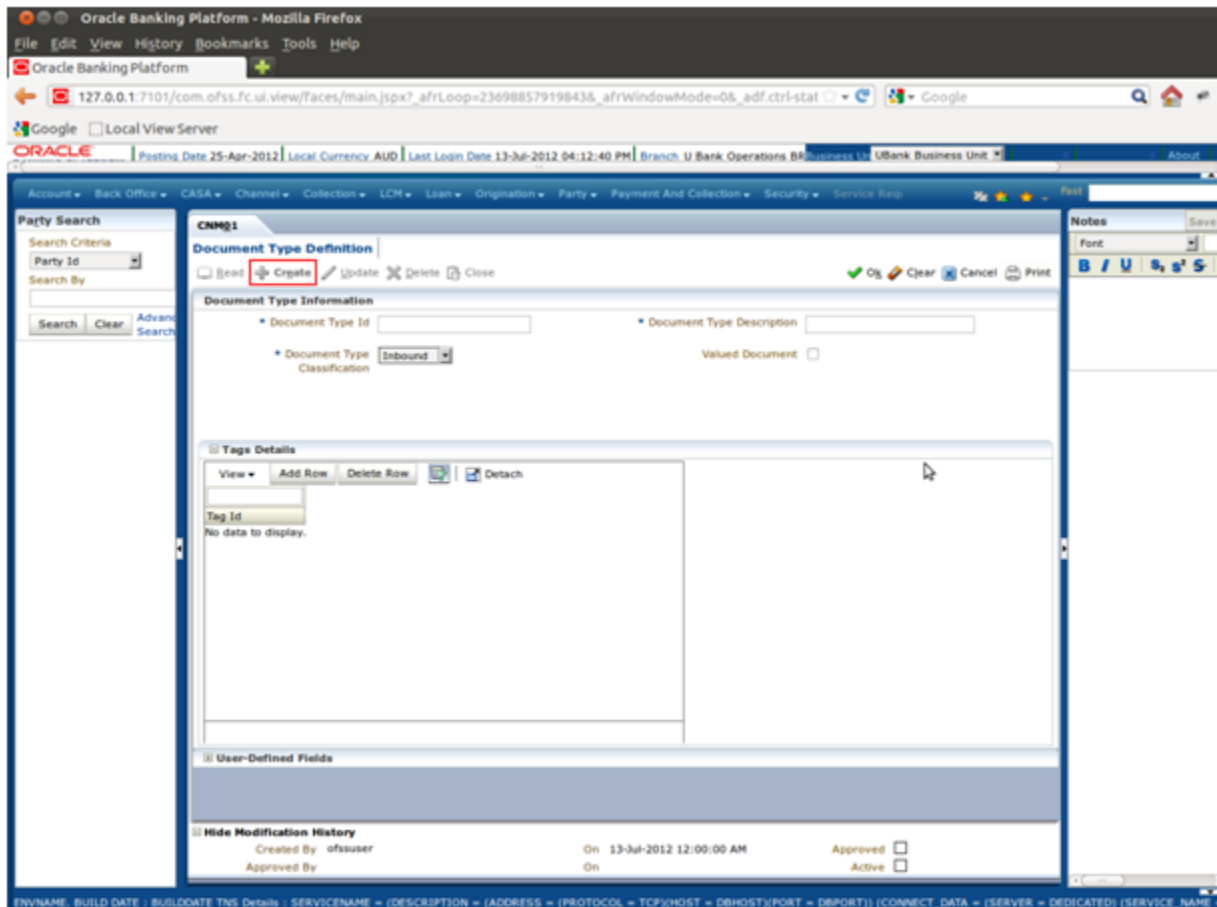 Oracle Banking Platform - Mozilla Firefox
File Edit View History Bookmarks Tools Help
Oracle Banking Platform
127.0.0.1:7101/com.ofss.fc.ui.view/faces/main.jspx?_afrLoop=23698857919843&_afrWindowMode=0&_adf.ctrl-stat Google
Google Local View Server
ORACLE Posting Date 25-Apr-2012 Local Currency AUD Last Login Date 13-Jul-2012 04:12:40 PM Branch U Bank Operations BR Business Un UBank Business Unit About
Account Back Office CASA Channel Collection LCM Loan Origination Party Payment And Collection Security Service Req Fast
Party Search
Search Criteria
Party Id
Search By
Search Clear Advanc Search
CNM01
Document Type Definition
Read Create Update Delete Close Ok Clear Cancel Print
Document Type Information
* Document Type Id * Document Type Description
* Document Type Classification Inbound Valued Document
Tags Details
View Add Row Delete Row Detach
Tag Id
No data to display.
User-Defined Fields
Hide Modification History
Created By ofssuser On 13-Jul-2012 12:00:00 AM Approved
Approved By On Active
Notes Save
Font
B I U S₂ S² S
ENVNAME, BUILD DATE : BUILDDATE TNS Details : SERVICENAME = (DESCRIPTION = (ADDRESS = (PROTOCOL = TCP)(HOST = DBHOST)(PORT = DBPORT)) (CONNECT_DATA = (SERVER = DEDICATED) (SERVICE_NAME